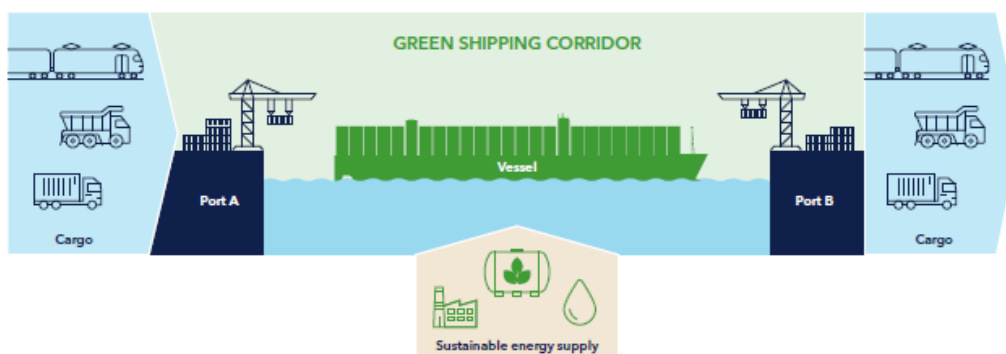 GREEN SHIPPING CORRIDOR
Vessel
Port A
Port B
Cargo
Cargo
Sustainable energy supply